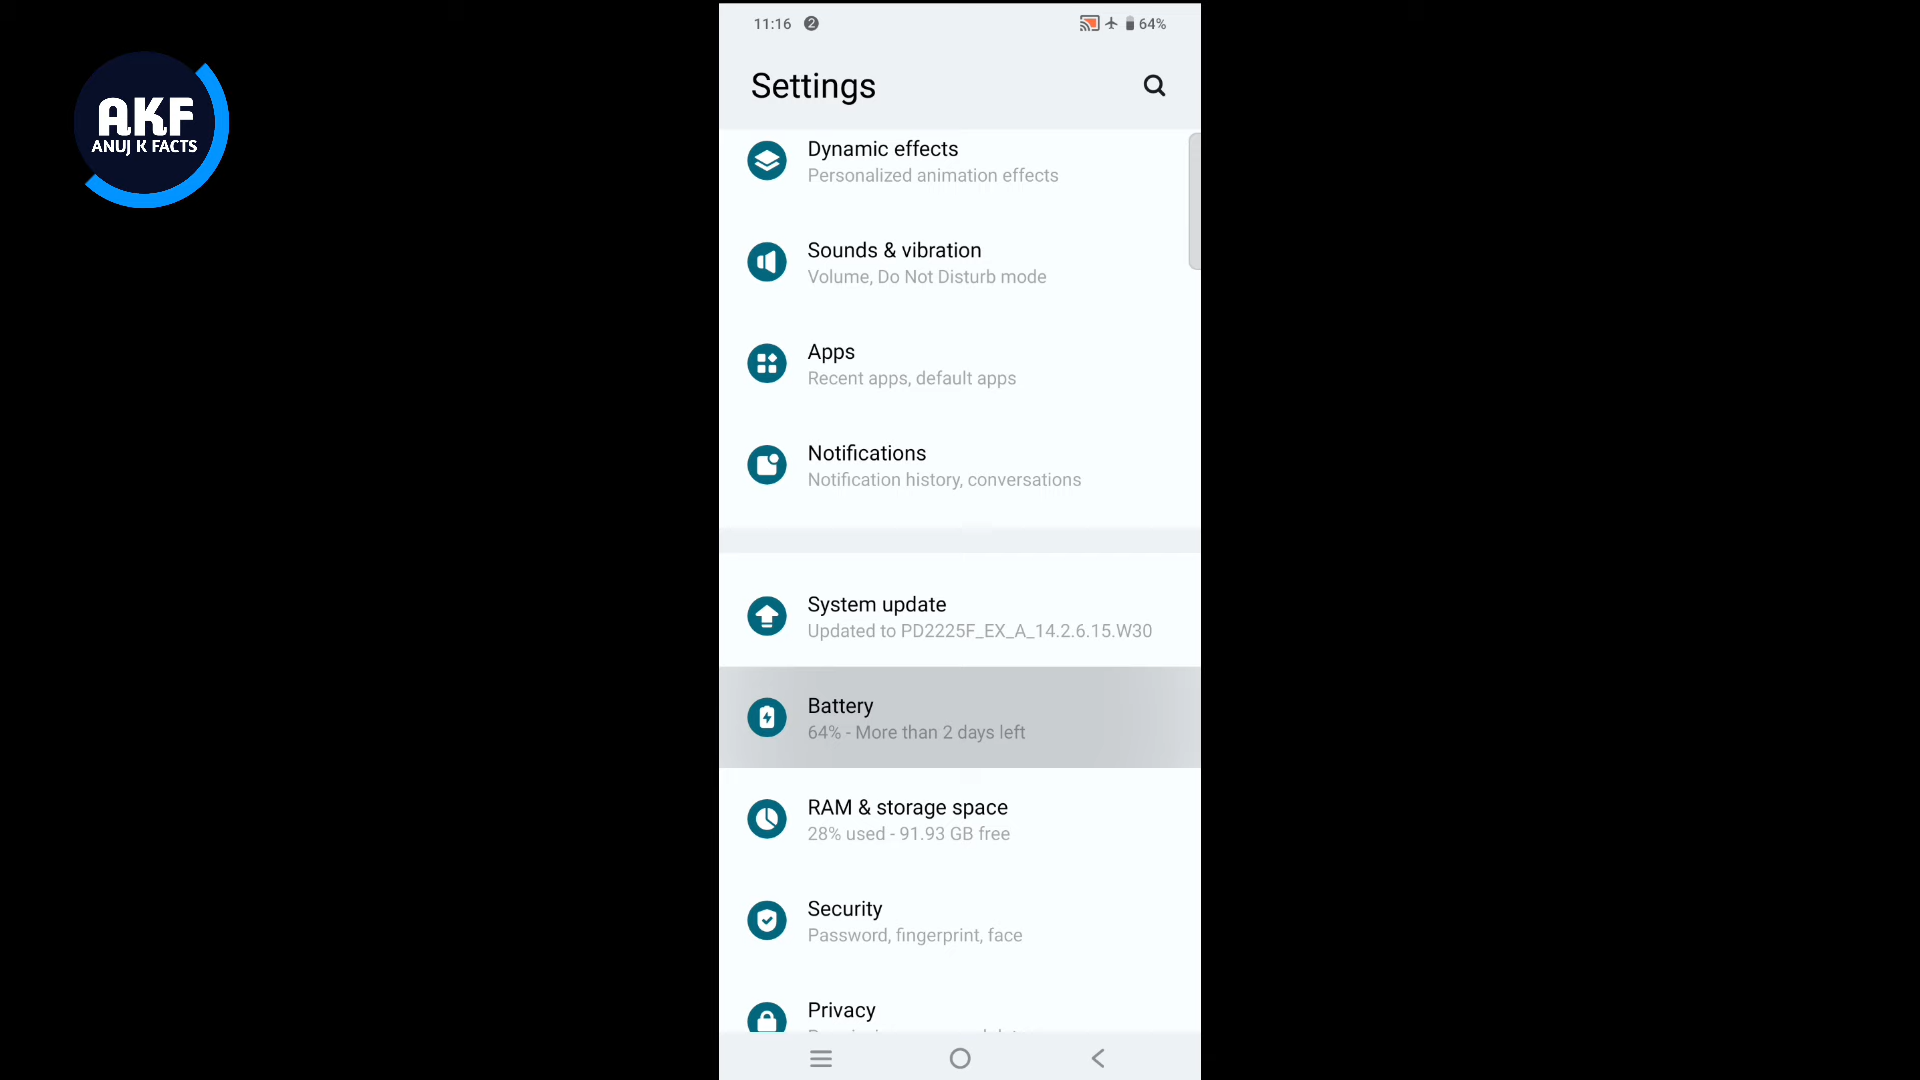 11:16 2 64%
AKF
ANUJ K FACTS
Settings
Dynamic effects
Personalized animation effects
Sounds & vibration
Volume, Do Not Disturb mode
Apps
Recent apps, default apps
Notifications
Notification history, conversations
System update
Updated to PD2225F_EX_A_14.2.6.15.W30
Battery
64% - More than 2 days left
RAM & storage space
28% used - 91.93 GB free
Security
Password, fingerprint, face
Privacy